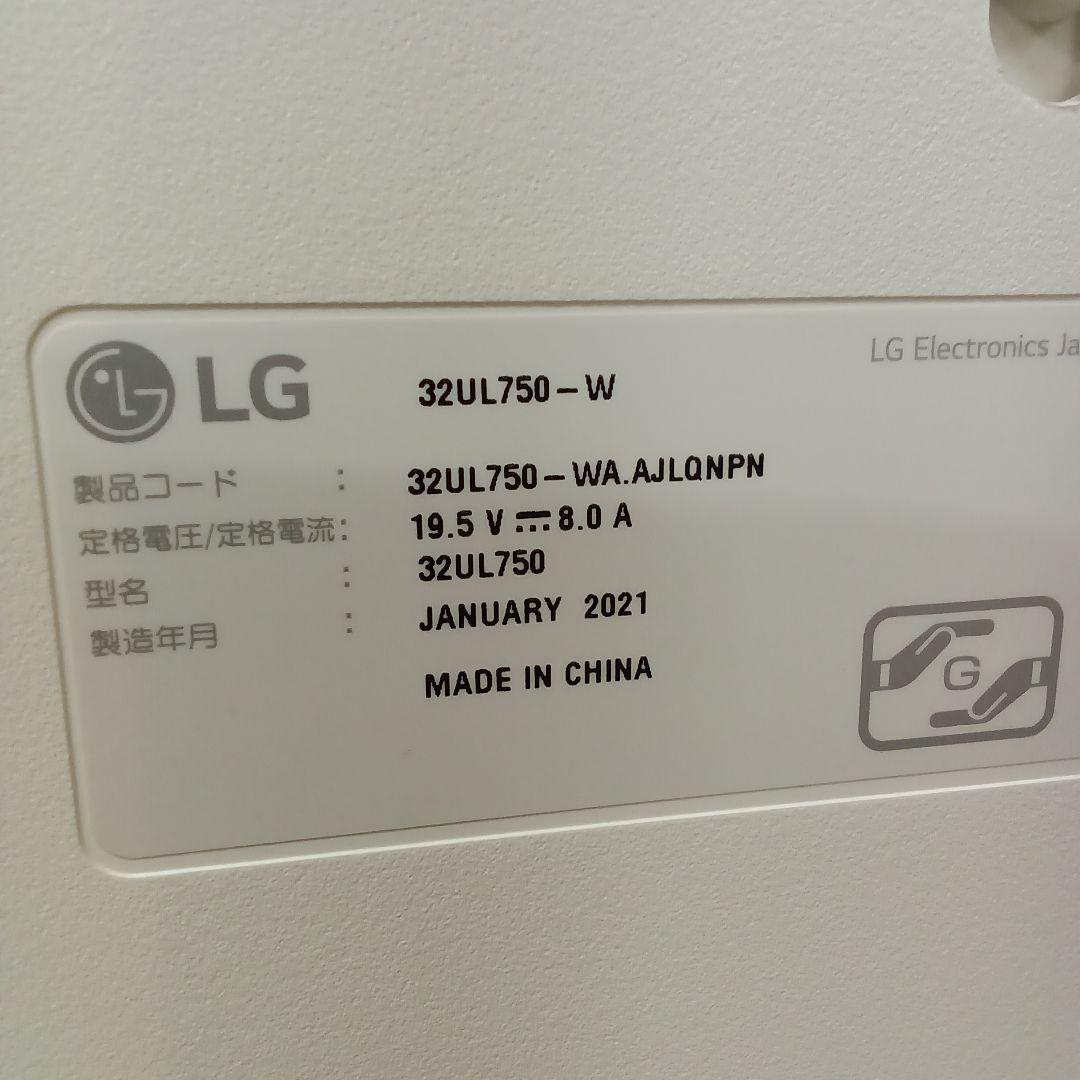 LG
32UL750-W
LG Electronics
製品コード : 32UL750-WA.AJLQNPN
定格電圧/定格電流: 19.5 V ⎓ 8.0 A
型名 : 32UL750
製造年月 : JANUARY 2021
MADE IN CHINA
G